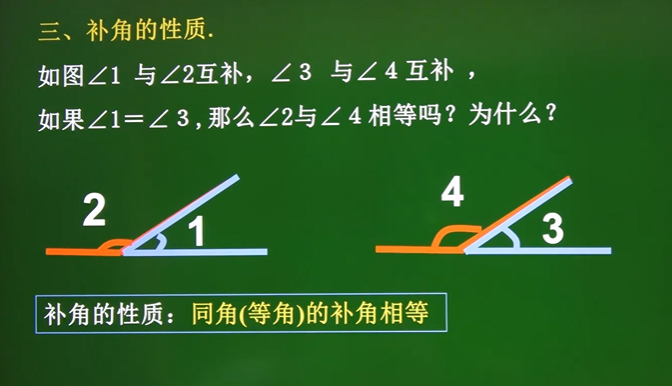 三、补角的性质.
如图∠1 与∠2互补，∠3 与∠4互补，
如果∠1=∠3,那么∠2与∠4相等吗？为什么？
2
1
4
3
补角的性质：同角(等角)的补角相等